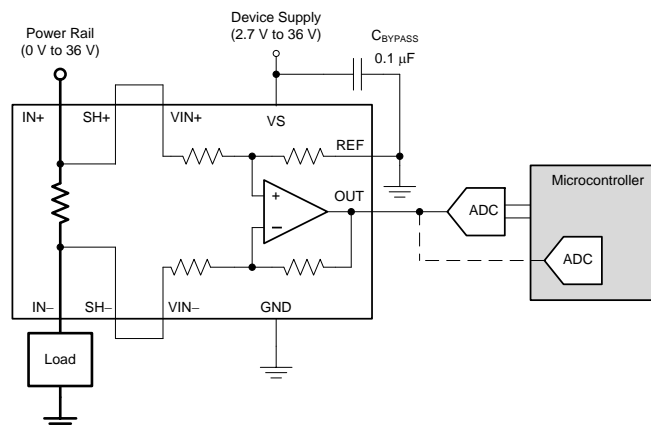 Power Rail
(0 V to 36 V)
Device Supply
(2.7 V to 36 V)
CBYPASS
0.1 µF
IN+
SH+
VIN+
VS
REF
+
OUT
−
Microcontroller
ADC
ADC
IN−
SH−
VIN−
GND
Load